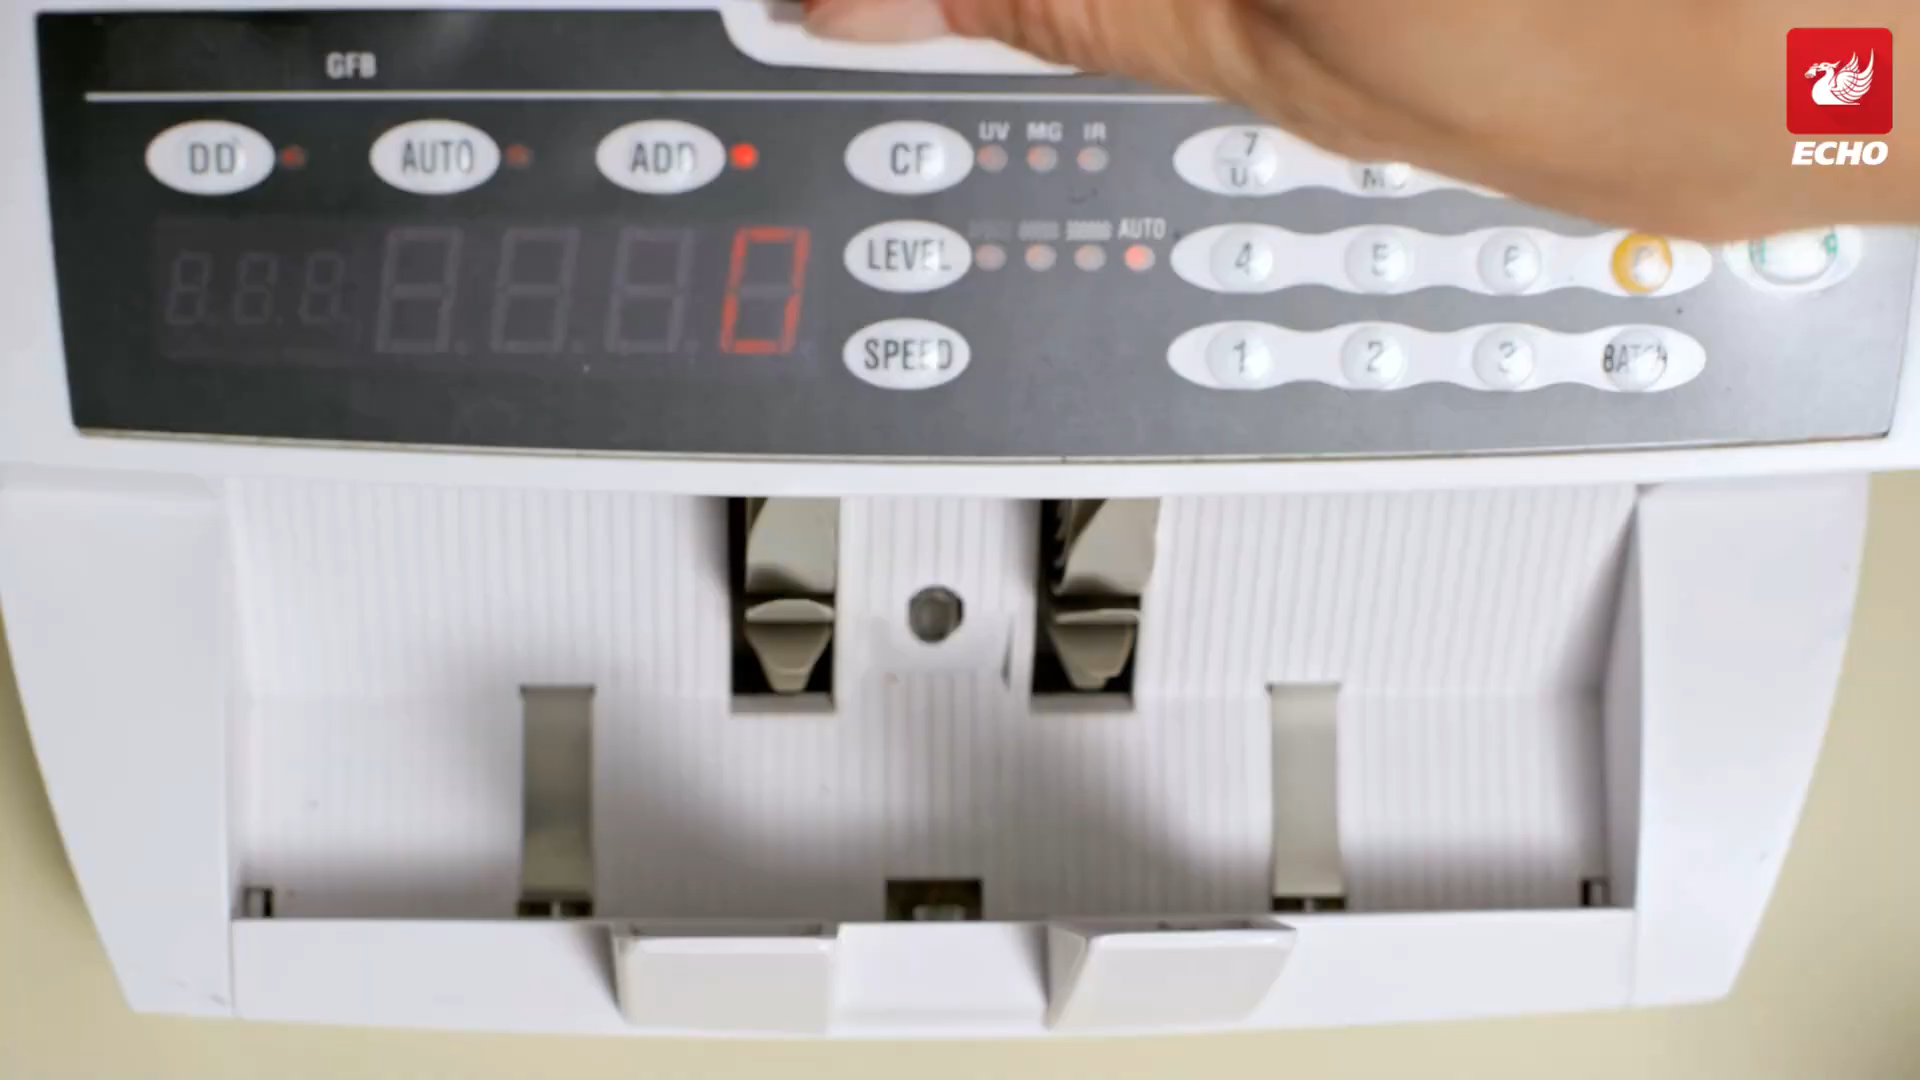 GFB
DD AUTO ADD CF UV MG IR 7
LEVEL AUTO 4 5 6
0
SPEED 1 2 3 BATCH
ECHO